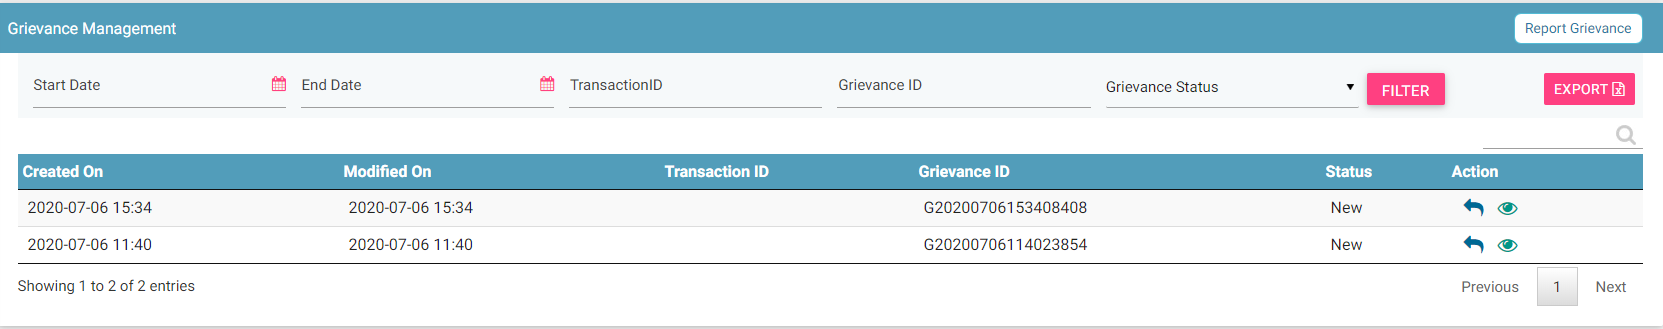 Grievance Management Report Grievance
Start Date End Date TransactionID Grievance ID Grievance Status FILTER EXPORT
Created On Modified On Transaction ID Grievance ID Status Action
2020-07-06 15:34 2020-07-06 15:34 G20200706153408408 New
2020-07-06 11:40 2020-07-06 11:40 G20200706114023854 New
Showing 1 to 2 of 2 entries Previous 1 Next